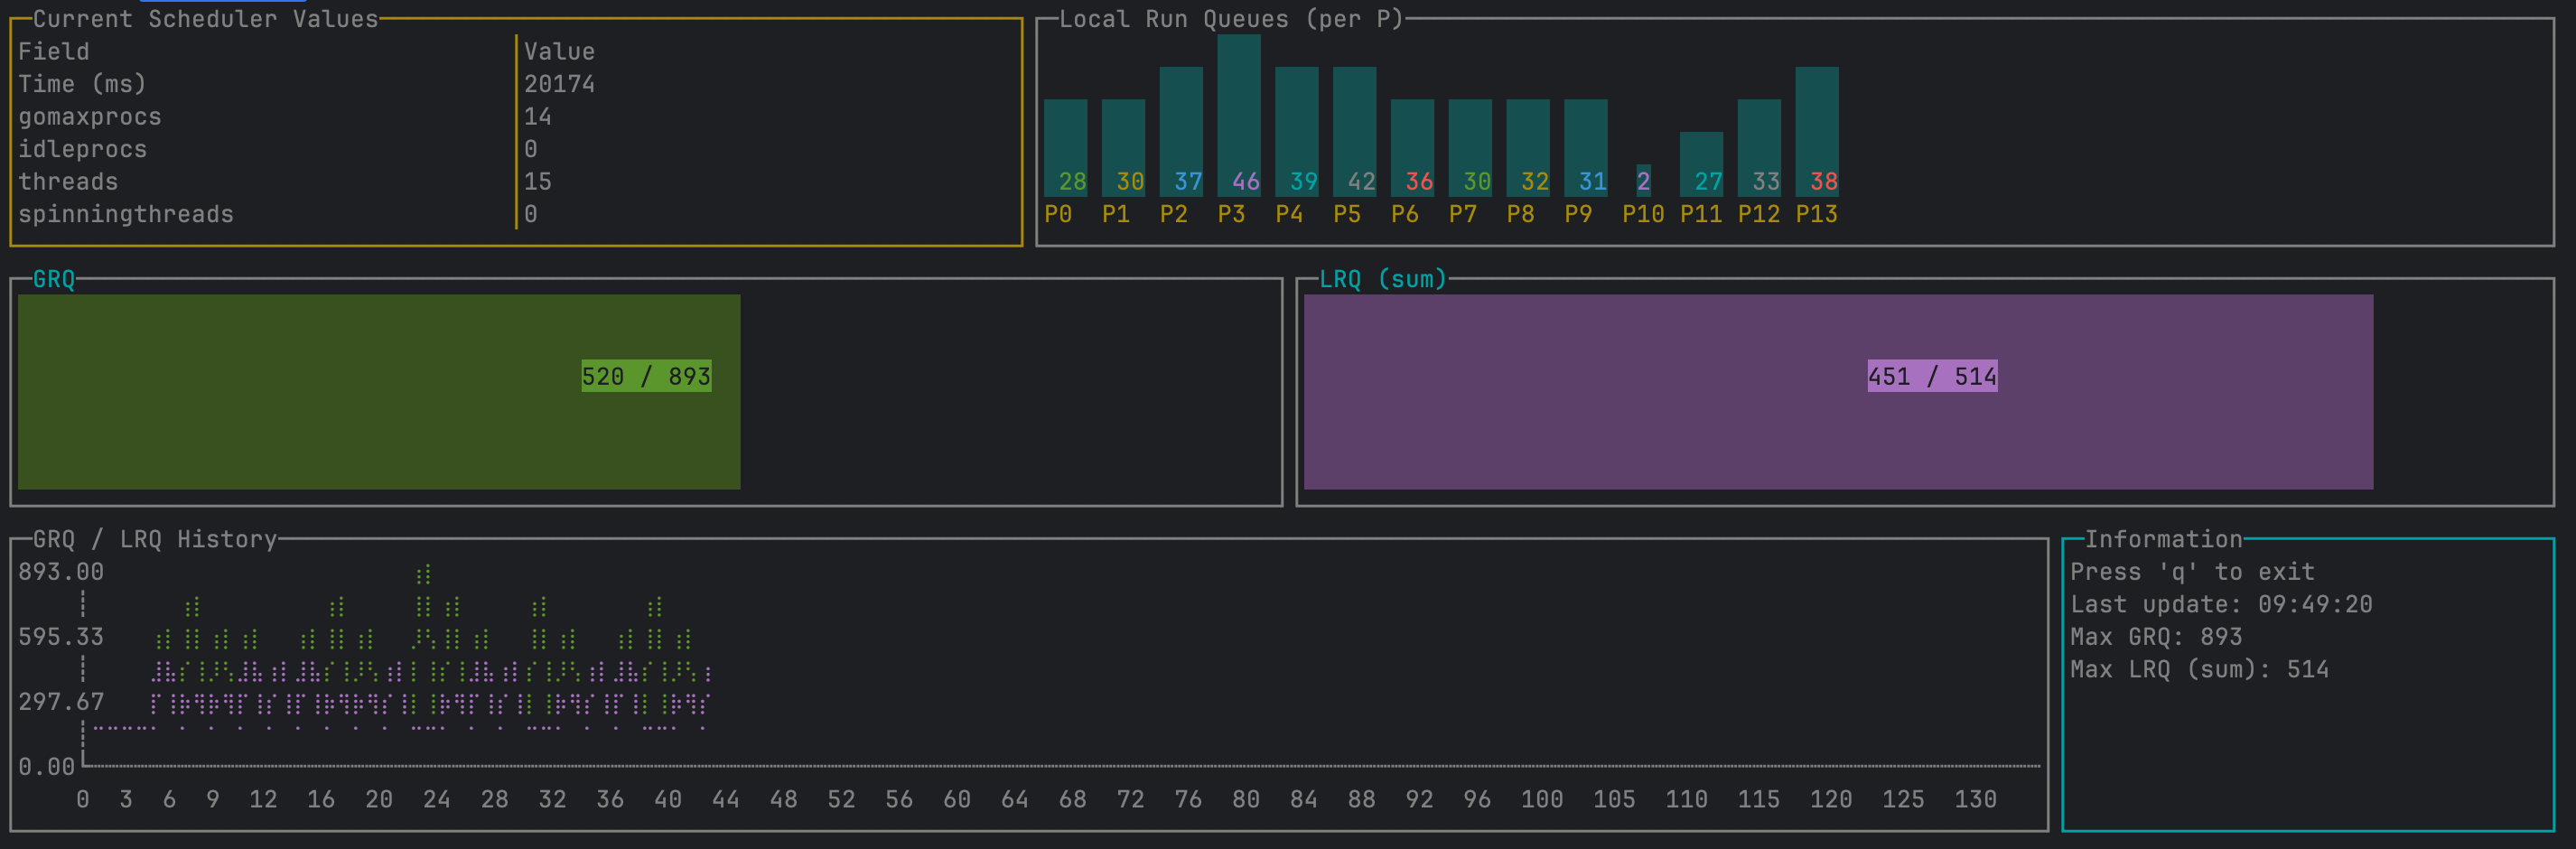 Current Scheduler Values
Field Value
Time (ms) 20174
gomaxprocs 14
idleprocs 0
threads 15
spinningthreads 0
Local Run Queues (per P)
28 30 37 46 39 42 36 30 32 31 2 27 33 38
P0 P1 P2 P3 P4 P5 P6 P7 P8 P9 P10 P11 P12 P13
GRQ
520 / 893
LRQ (sum)
451 / 514
GRQ / LRQ History
893.00
595.33
297.67
0.00
0 3 6 9 12 16 20 24 28 32 36 40 44 48 52 56 60 64 68 72 76 80 84 88 92 96 100 105 110 115 120 125 130
Information
Press 'q' to exit
Last update: 09:49:20
Max GRQ: 893
Max LRQ (sum): 514